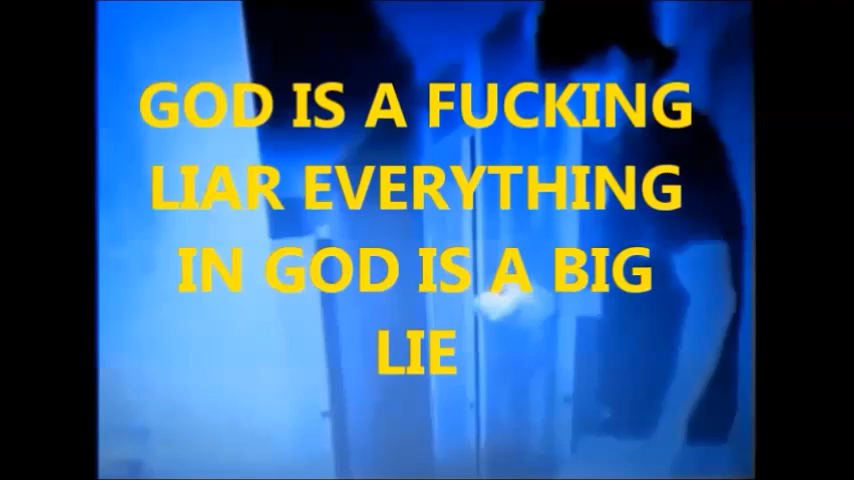 GOD IS A FUCKING
LIAR EVERYTHING
IN GOD IS A BIG
LIE